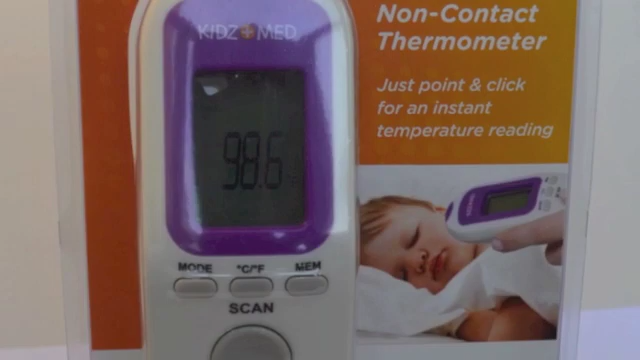 KIDZ MED
Non-Contact
Thermometer
Just point & click
for an instant
temperature reading
98.6
MODE °C/°F MEM
SCAN